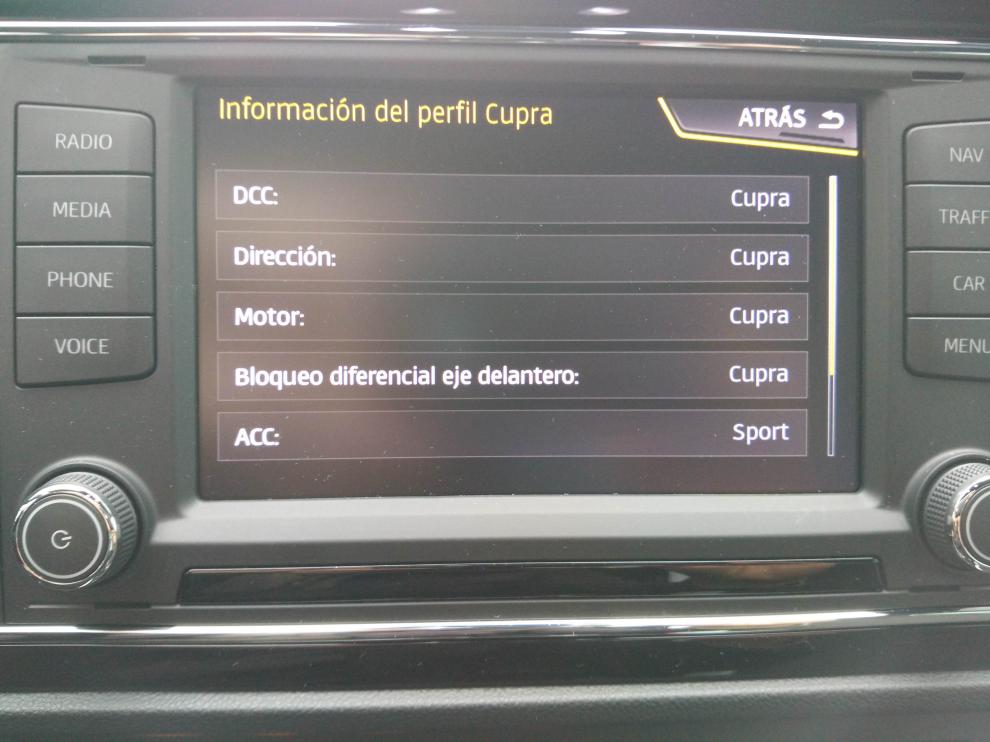 Información del perfil Cupra
ATRÁS
DCC: Cupra
Dirección: Cupra
Motor: Cupra
Bloqueo diferencial eje delantero: Cupra
ACC: Sport
RADIO
MEDIA
PHONE
VOICE
NAV
TRAFF
CAR
MENU